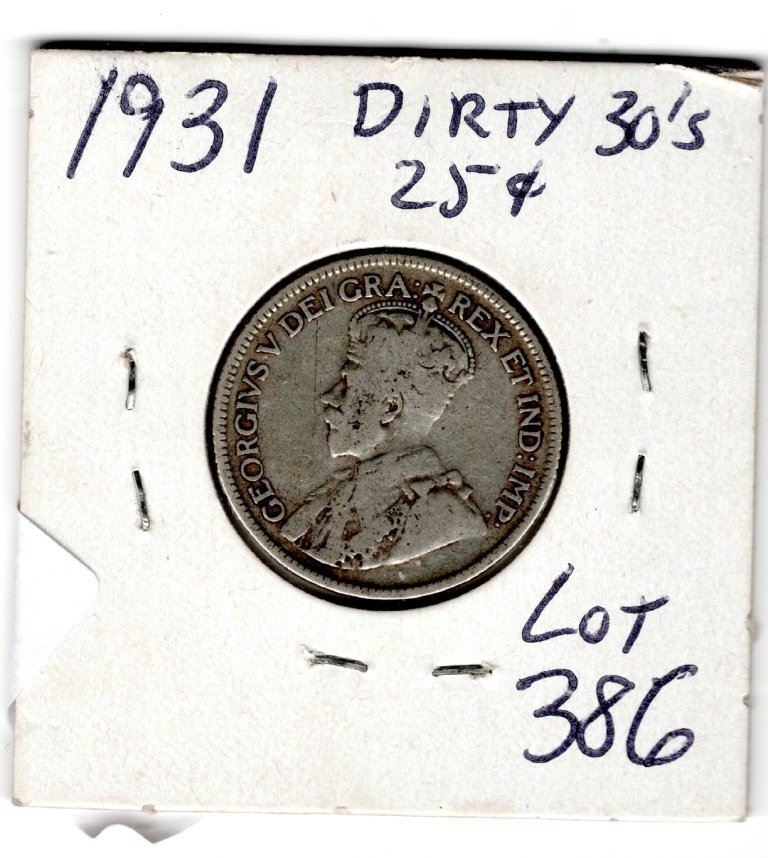 1931 DIRTY 30's
25¢
GEORGIVS V DEI GRA: REX ET IND: IMP:
LOT
386